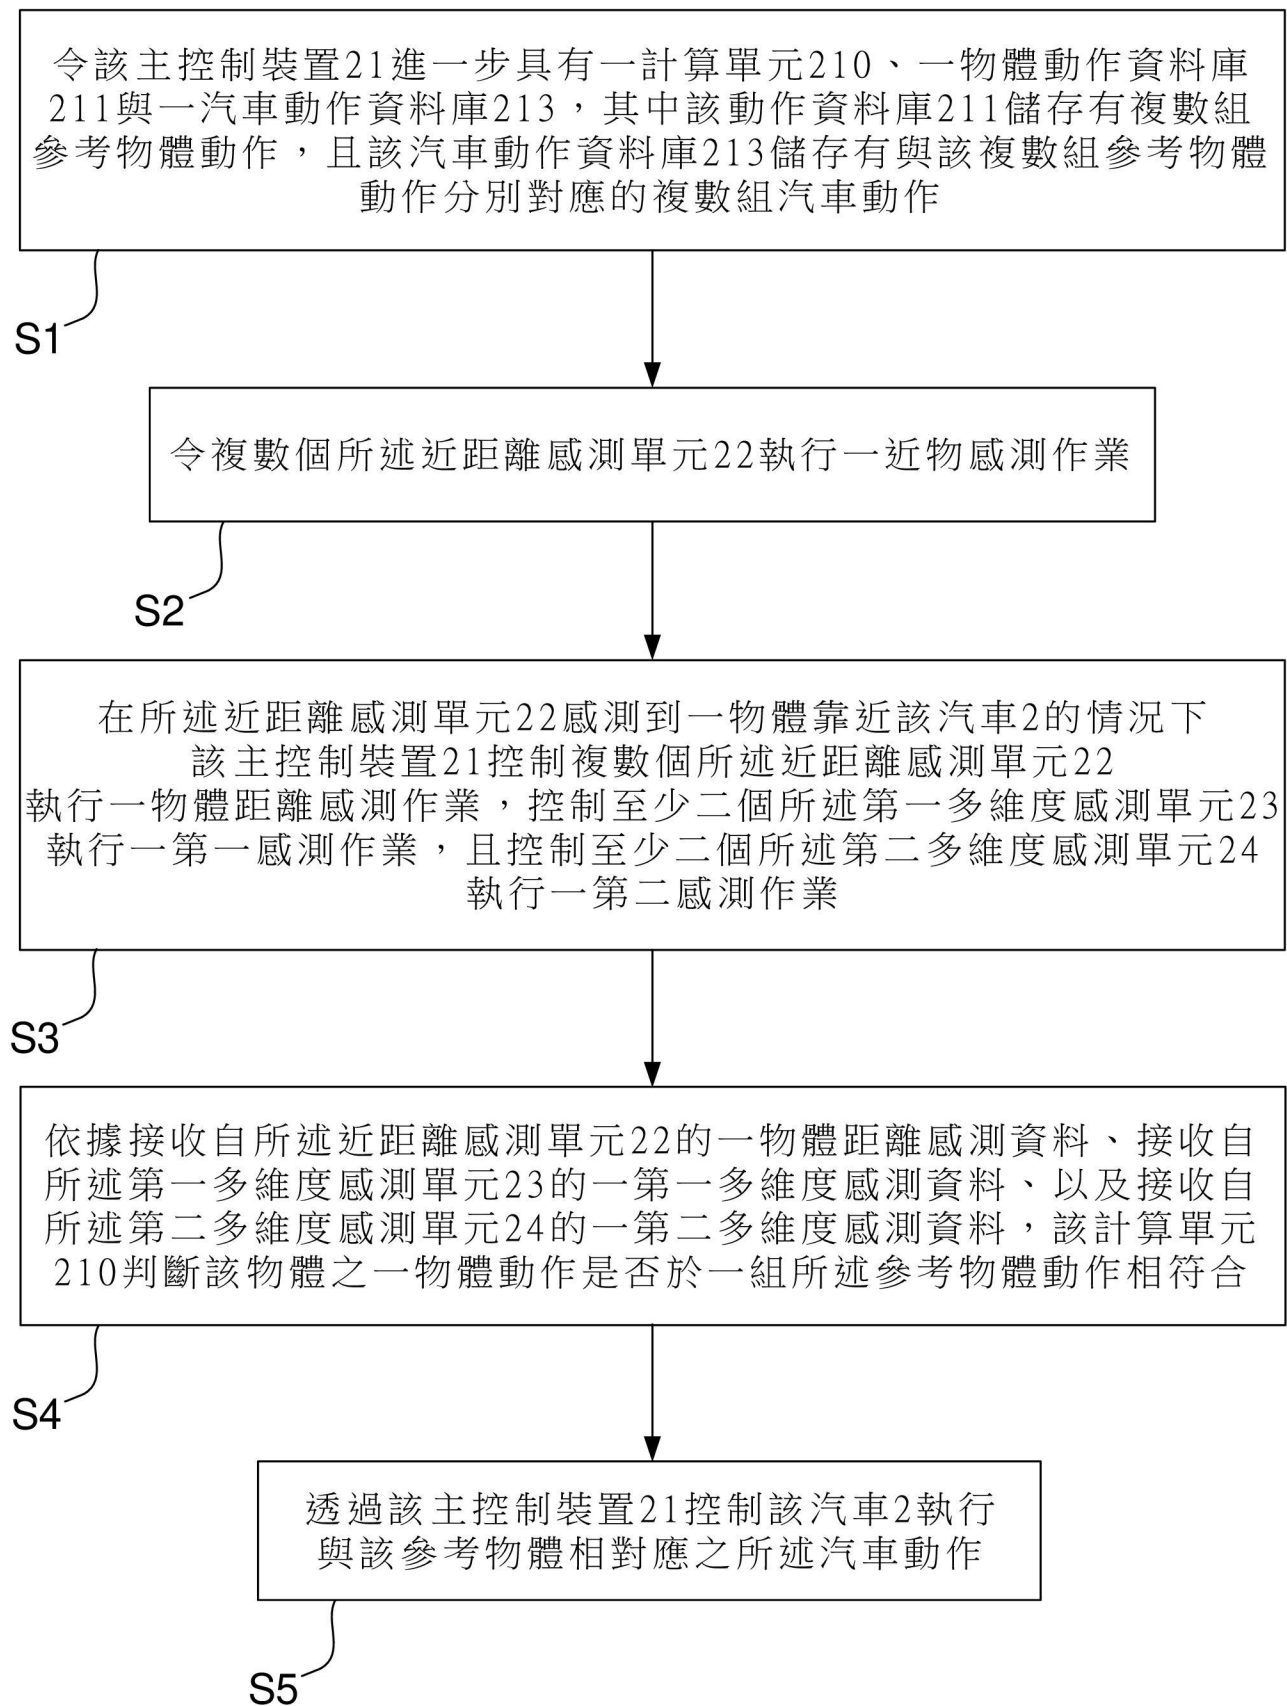 令該主控制裝置21進一步具有一計算單元210、一物體動作資料庫
211與一汽車動作資料庫213，其中該動作資料庫211儲存有複數組
參考物體動作，且該汽車動作資料庫213儲存有與該複數組參考物體
動作分別對應的複數組汽車動作
S1
令複數個所述近距離感測單元22執行一近物感測作業
S2
在所述近距離感測單元22感測到一物體靠近該汽車2的情況下
該主控制裝置21控制複數個所述近距離感測單元22
執行一物體距離感測作業，控制至少二個所述第一多維度感測單元23
執行一第一感測作業，且控制至少二個所述第二多維度感測單元24
執行一第二感測作業
S3
依據接收自所述近距離感測單元22的一物體距離感測資料、接收自
所述第一多維度感測單元23的一第一多維度感測資料、以及接收自
所述第二多維度感測單元24的一第二多維度感測資料，該計算單元
210判斷該物體之一物體動作是否於一組所述參考物體動作相符合
S4
透過該主控制裝置21控制該汽車2執行
與該參考物體相對應之所述汽車動作
S5